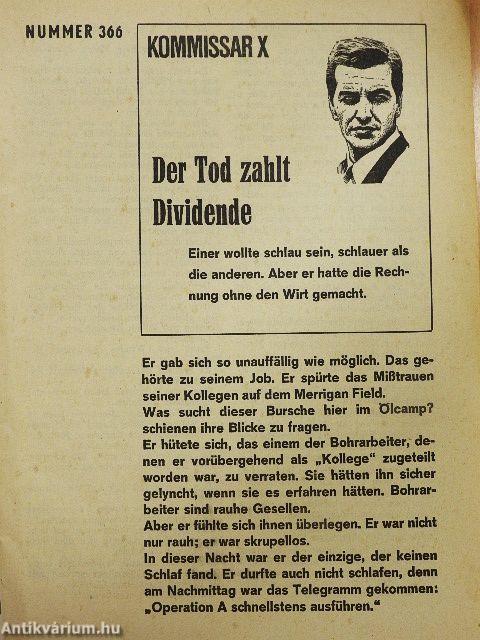 NUMMER 366
KOMMISSAR X
Der Tod zahlt
Dividende
Einer wollte schlau sein, schlauer als
die anderen. Aber er hatte die Rech-
nung ohne den Wirt gemacht.
Er gab sich so unauffällig wie möglich. Das ge-
hörte zu seinem Job. Er spürte das Mißtrauen
seiner Kollegen auf dem Merrigan Field.
Was sucht dieser Bursche hier im Ölcamp?
schienen ihre Blicke zu fragen.
Er hütete sich, das einem der Bohrarbeiter, de-
nen er vorübergehend als „Kollege“ zugeteilt
worden war, zu verraten. Sie hätten ihn sicher
gelyncht, wenn sie es erfahren hätten. Bohrar-
beiter sind rauhe Gesellen.
Aber er fühlte sich ihnen überlegen. Er war nicht
nur rauh; er war skrupellos.
In dieser Nacht war er der einzige, der keinen
Schlaf fand. Er durfte auch nicht schlafen, denn
am Nachmittag war das Telegramm gekommen:
„Operation A schnellstens ausführen.“
Antikvárium.hu